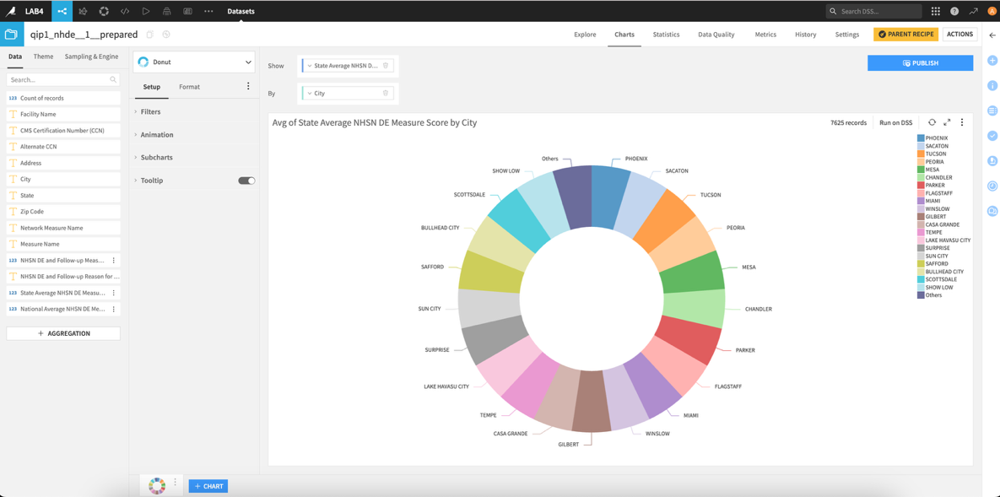 LAB4
Datasets
Search DSS...
A
qip1_nhde__1__prepared
Explore
Charts
Statistics
Data Quality
Metrics
History
Settings
PARENT RECIPE
ACTIONS
Data
Theme
Sampling & Engine
Search...
123 Count of records
Facility Name
CMS Certification Number (CCN)
Alternate CCN
Address
City
State
Zip Code
Network Measure Name
Measure Name
123 NHSN DE and Follow-up Meas...
NHSN DE and Follow-up Reason for ...
123 State Average NHSN DE Measu...
123 National Average NHSN DE Me...
+ AGGREGATION
Donut
Setup
Format
Filters
Animation
Subcharts
Tooltip
Show
State Average NHSN D...
By
City
PUBLISH
Avg of State Average NHSN DE Measure Score by City
7625 records
Run on DSS
Others
PHOENIX
SHOW LOW
SACATON
SCOTTSDALE
TUCSON
BULLHEAD CITY
PEORIA
SAFFORD
MESA
SUN CITY
CHANDLER
SURPRISE
PARKER
LAKE HAVASU CITY
FLAGSTAFF
TEMPE
MIAMI
CASA GRANDE
WINSLOW
GILBERT
PHOENIX
SACATON
TUCSON
PEORIA
MESA
CHANDLER
PARKER
FLAGSTAFF
MIAMI
WINSLOW
GILBERT
CASA GRANDE
TEMPE
LAKE HAVASU CITY
SURPRISE
SUN CITY
SAFFORD
BULLHEAD CITY
SCOTTSDALE
SHOW LOW
Others
+ CHART